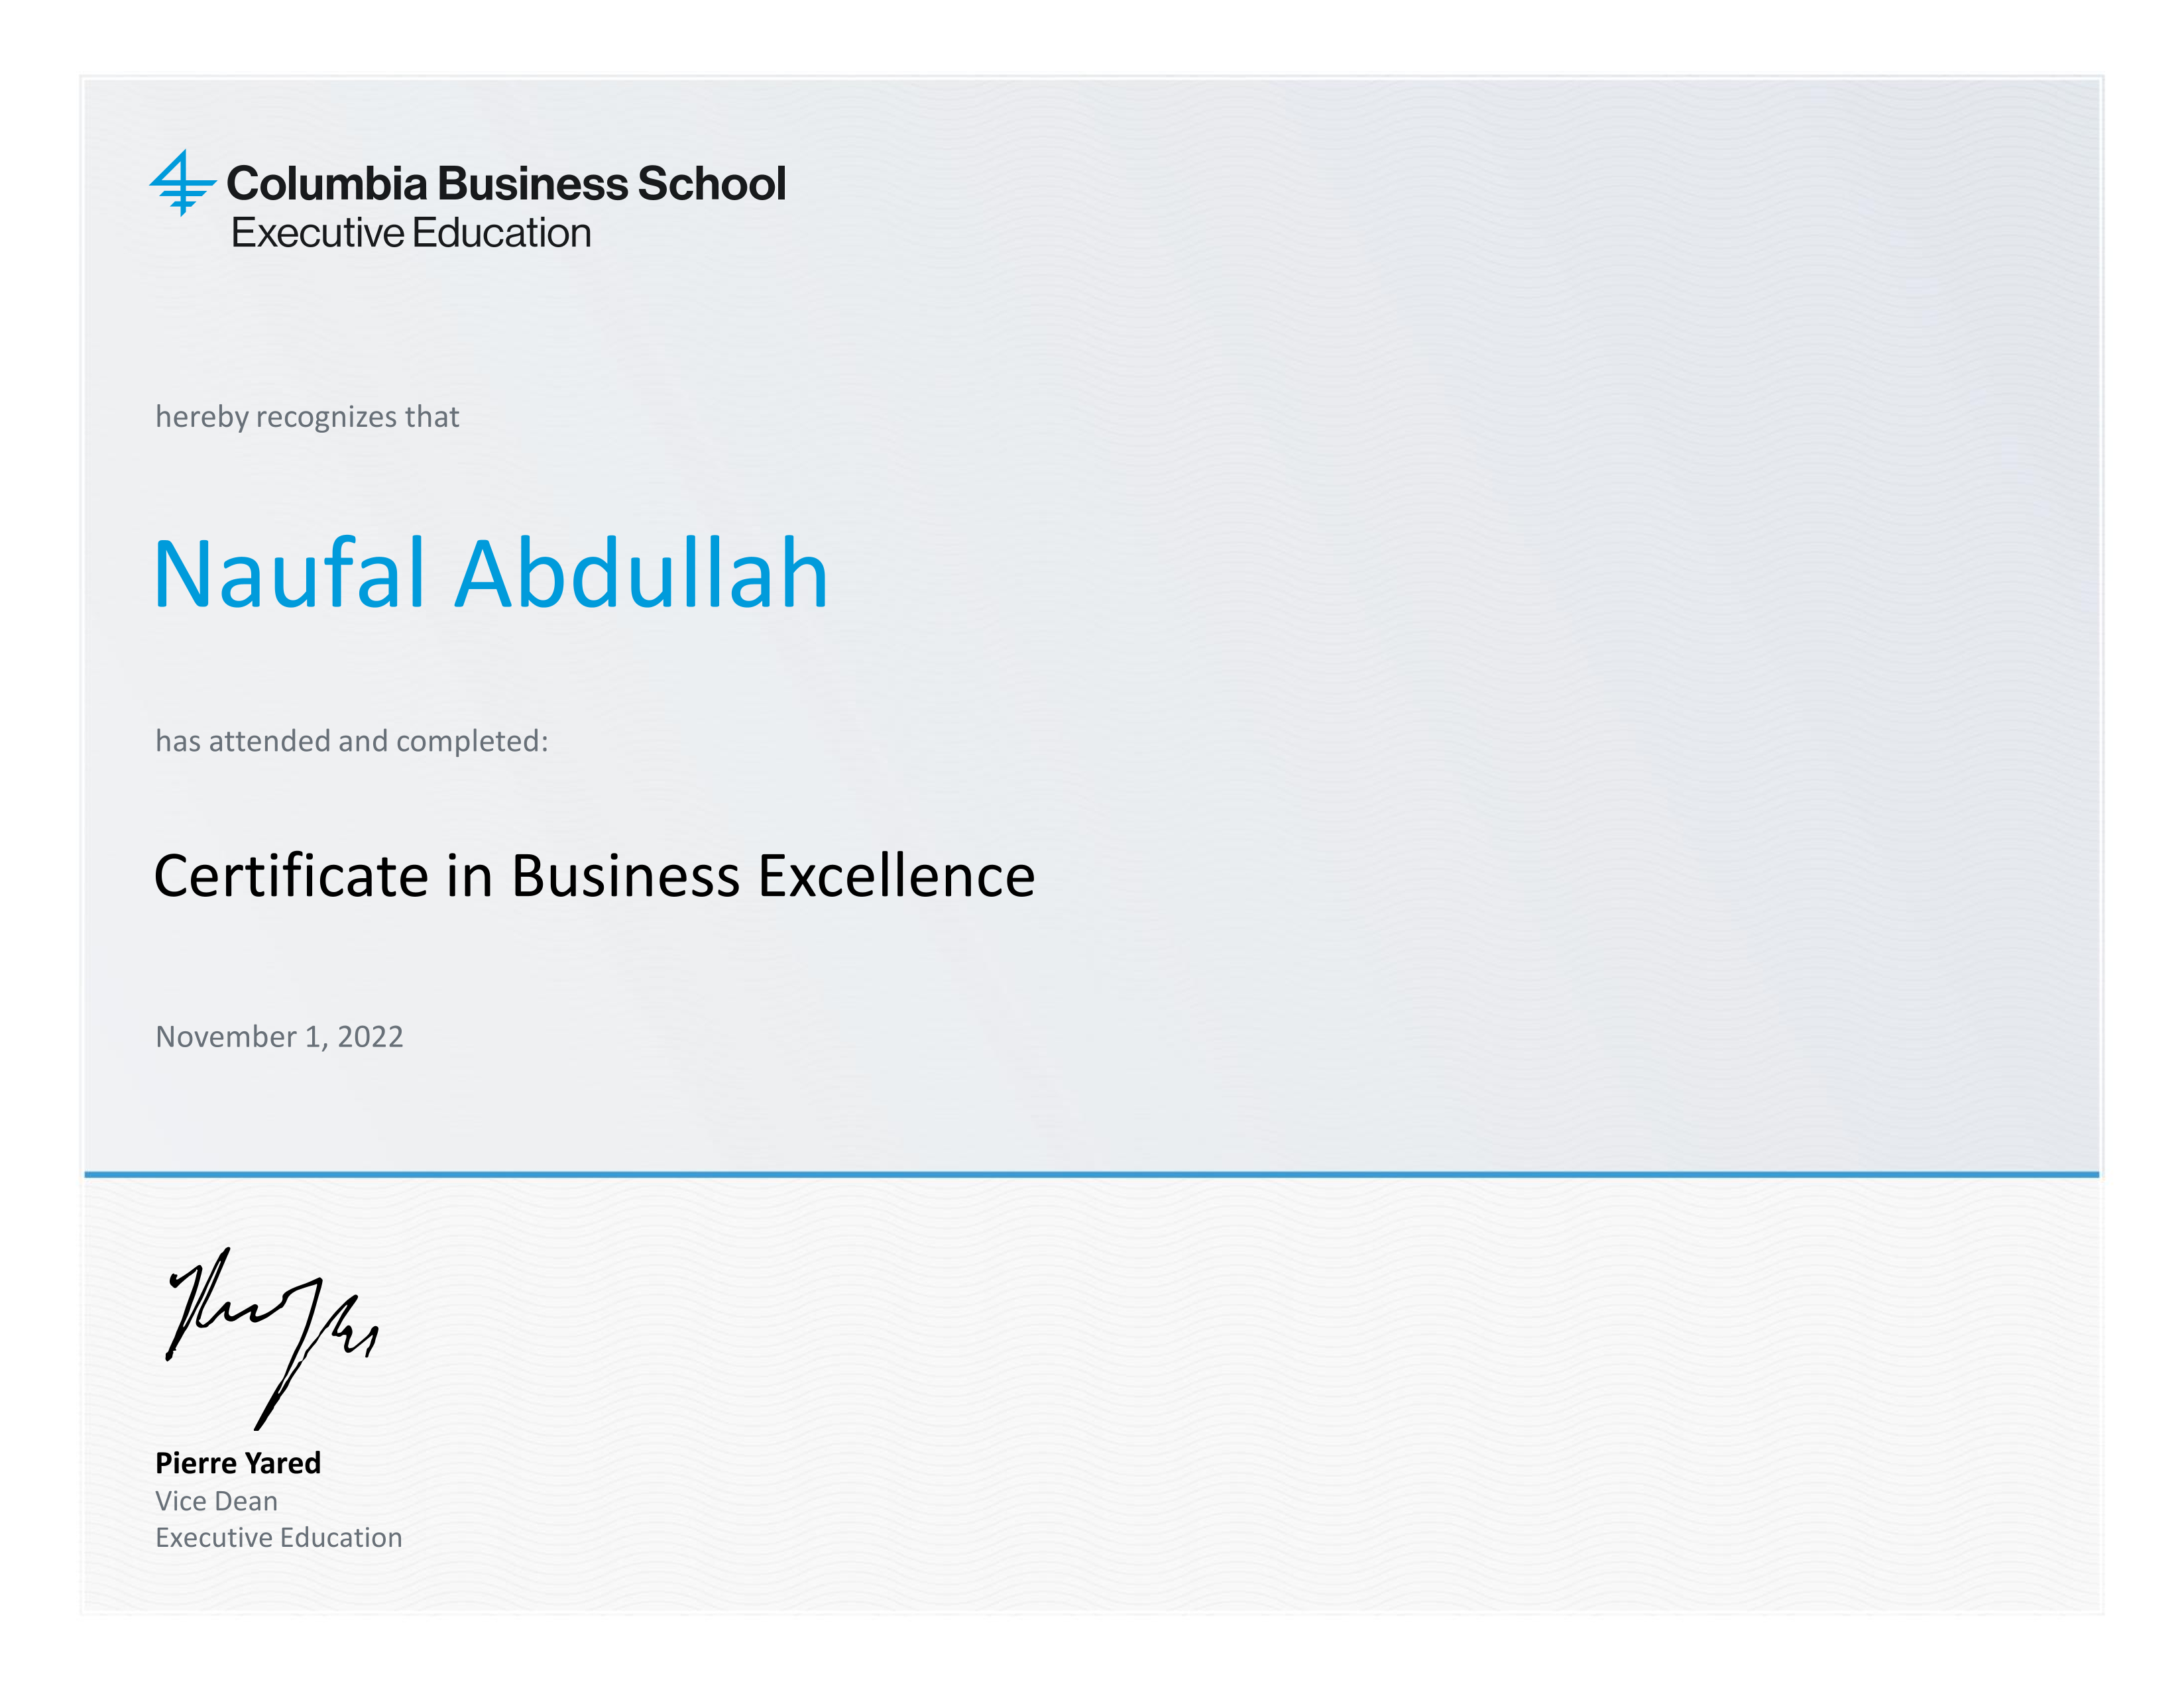 Columbia Business School
Executive Education
hereby recognizes that
Naufal Abdullah
has attended and completed:
Certificate in Business Excellence
November 1, 2022
Pierre Yared
Vice Dean
Executive Education